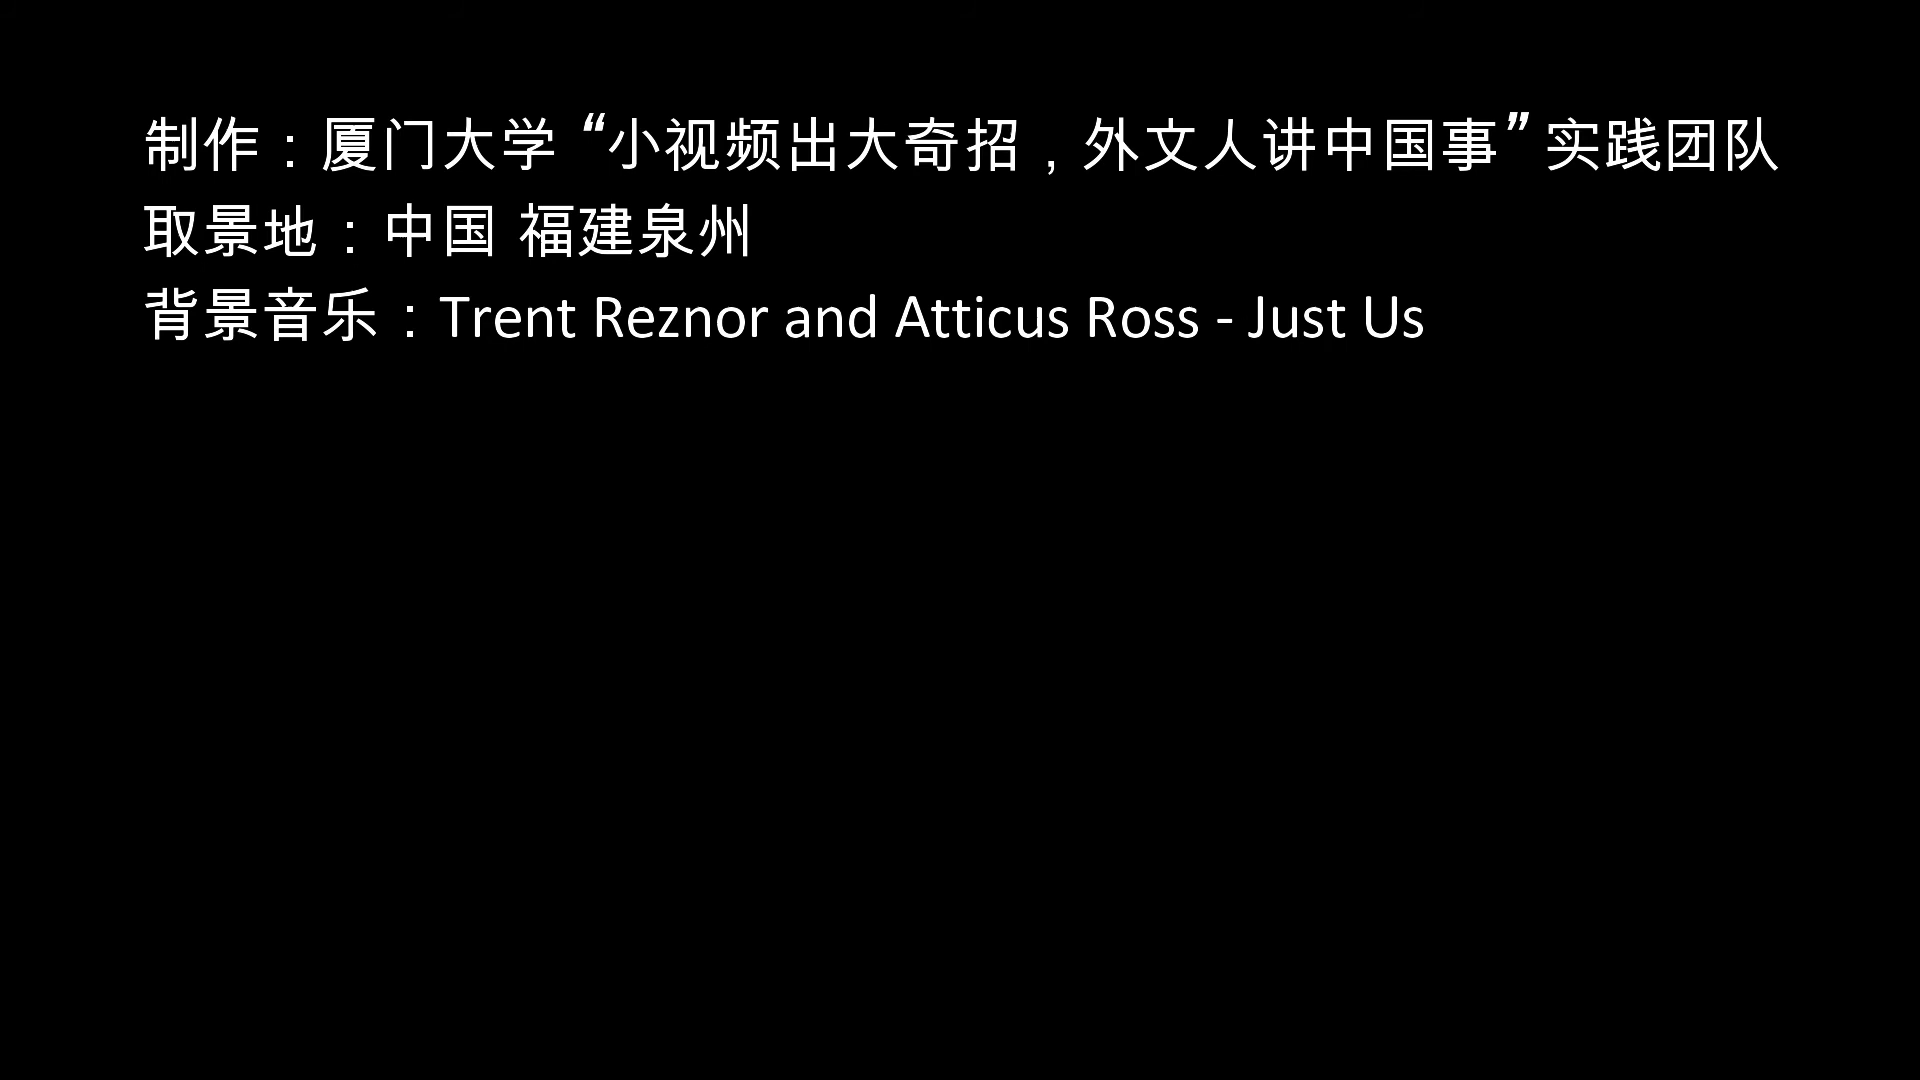 制作：厦门大学 “小视频出大奇招，外文人讲中国事” 实践团队
取景地：中国 福建泉州
背景音乐：Trent Reznor and Atticus Ross - Just Us